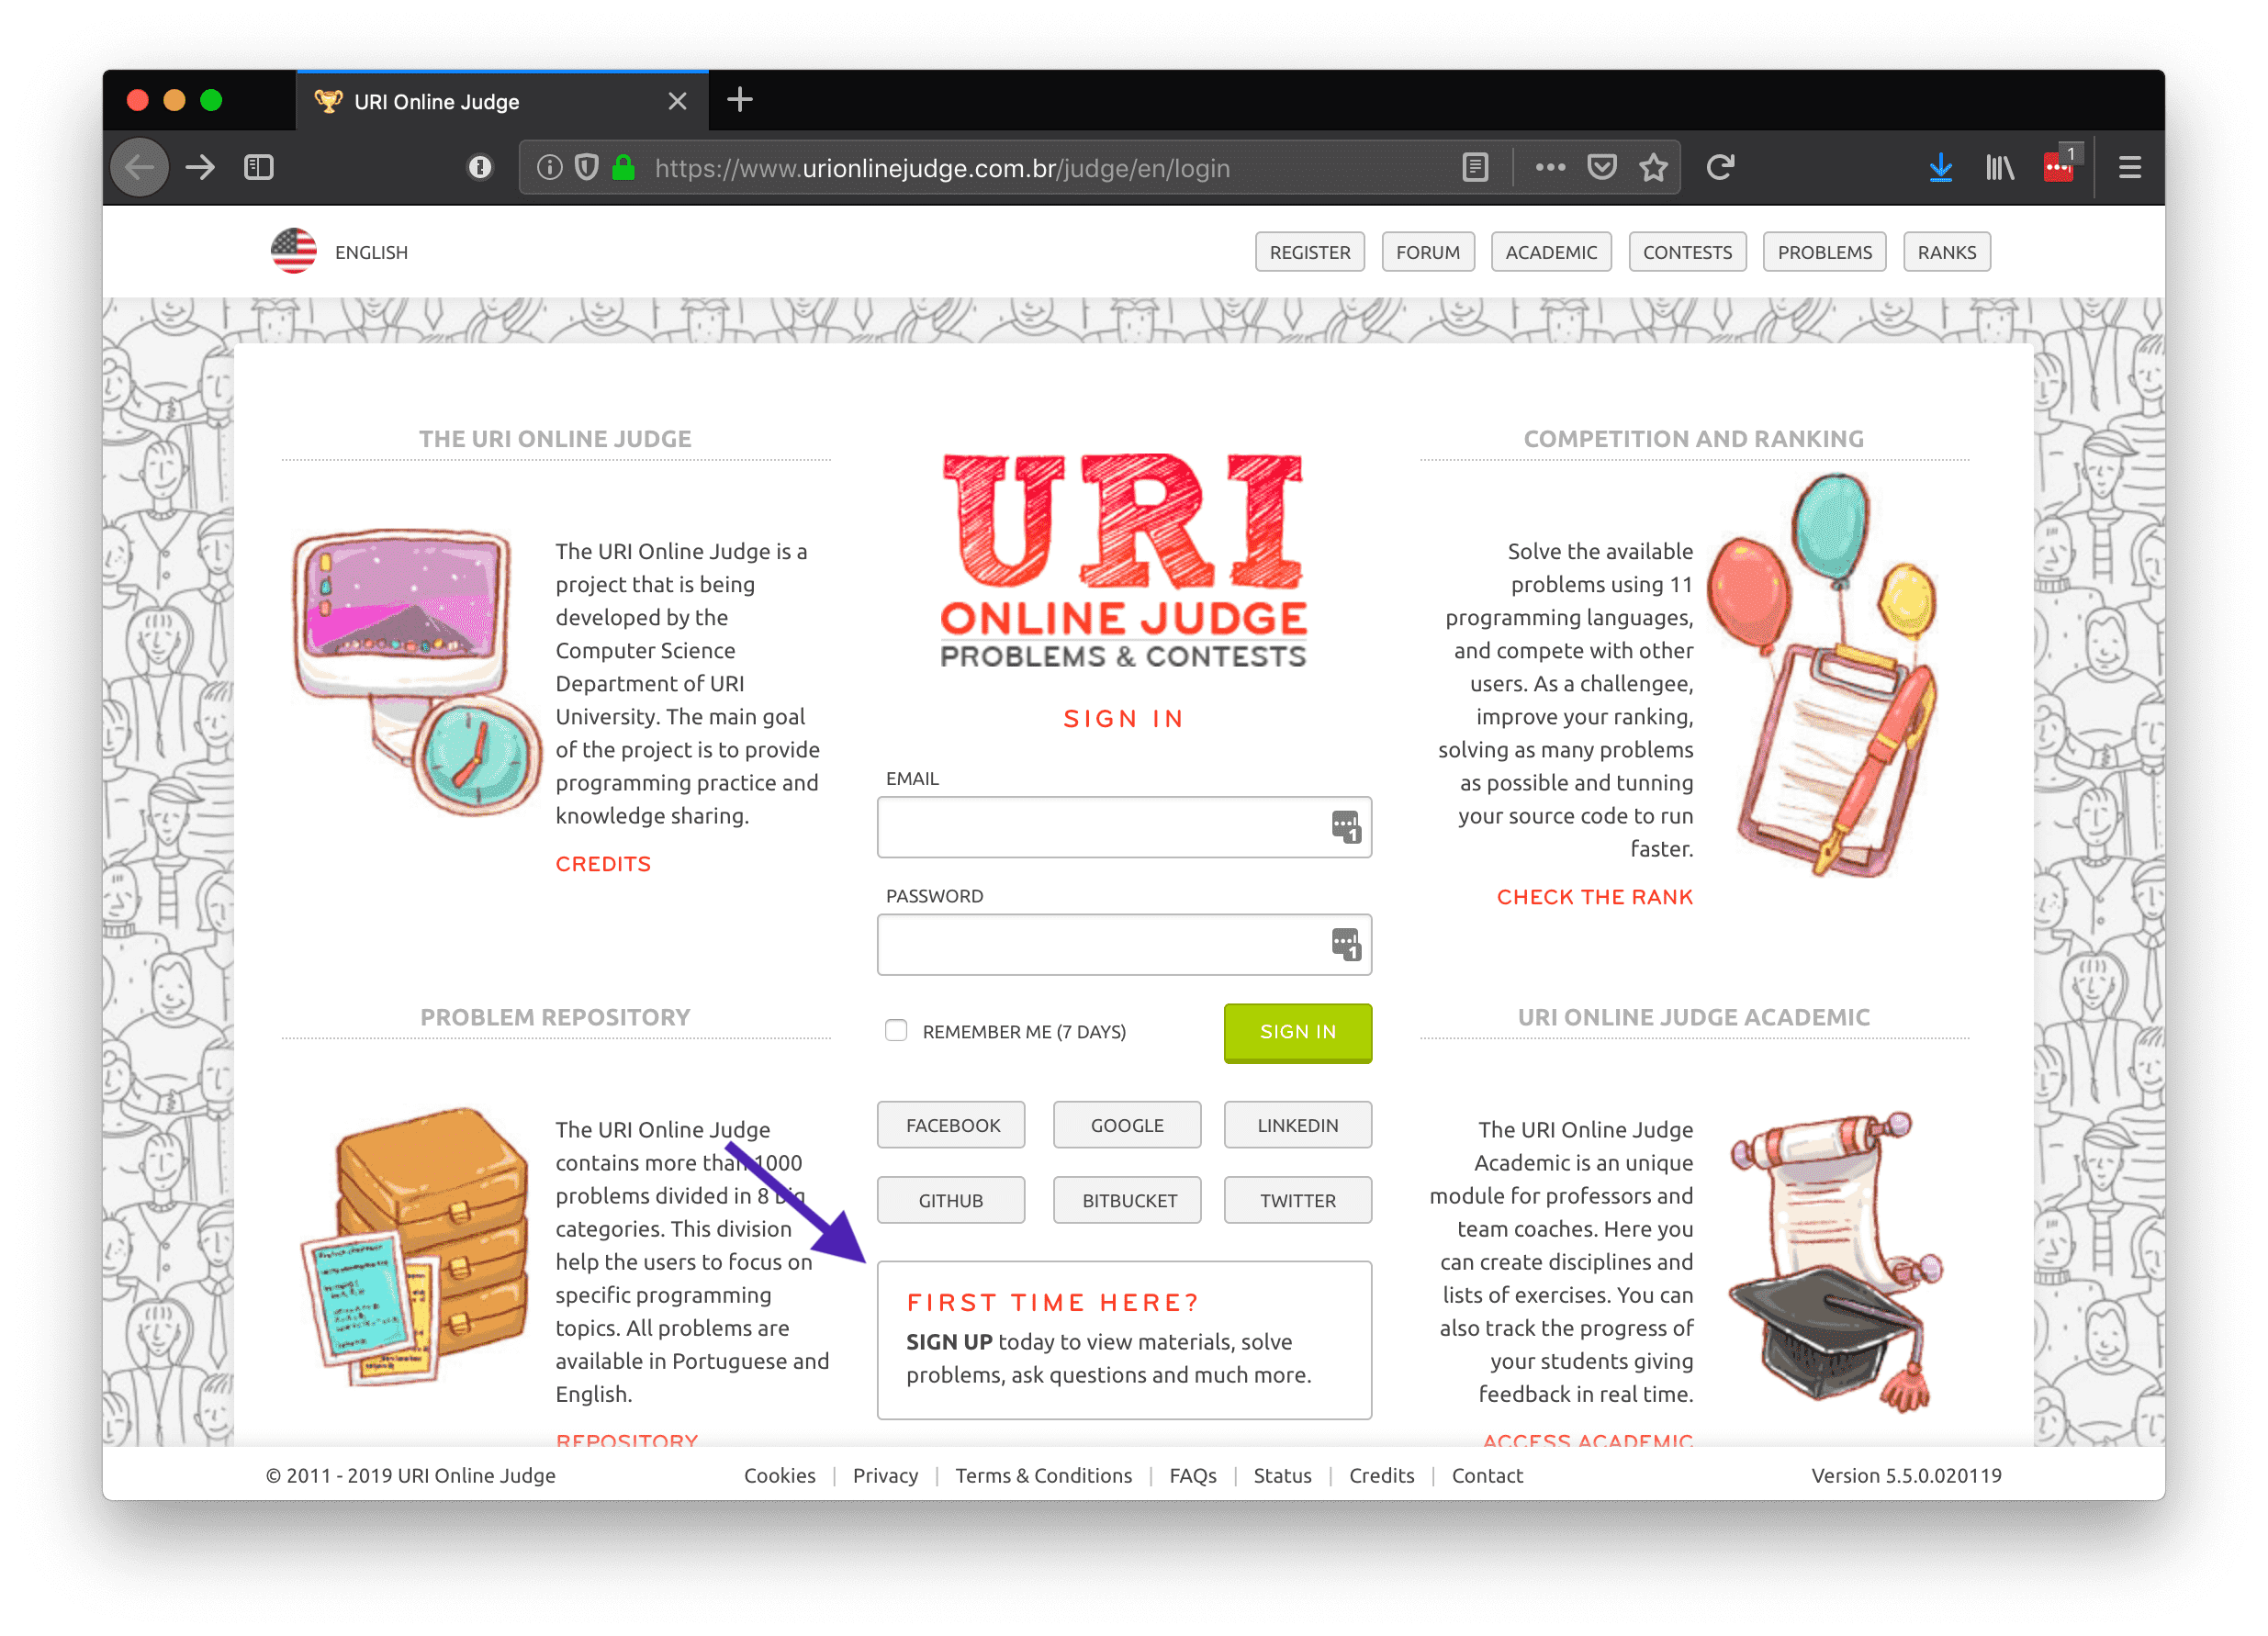 URI Online Judge
https://www.urionlinejudge.com.br/judge/en/login
1
ENGLISH
REGISTER
FORUM
ACADEMIC
CONTESTS
PROBLEMS
RANKS
THE URI ONLINE JUDGE
The URI Online Judge is a
project that is being
developed by the
Computer Science
Department of URI
University. The main goal
of the project is to provide
programming practice and
knowledge sharing.
CREDITS
PROBLEM REPOSITORY
The URI Online Judge
contains more than 1000
problems divided in 8 big
categories. This division
help the users to focus on
specific programming
topics. All problems are
available in Portuguese and
English.
REPOSITORY
URI
ONLINE JUDGE
PROBLEMS & CONTESTS
SIGN IN
EMAIL
1
PASSWORD
1
REMEMBER ME (7 DAYS)
SIGN IN
FACEBOOK
GOOGLE
LINKEDIN
GITHUB
BITBUCKET
TWITTER
FIRST TIME HERE?
SIGN UP today to view materials, solve
problems, ask questions and much more.
COMPETITION AND RANKING
Solve the available
problems using 11
programming languages,
and compete with other
users. As a challengee,
improve your ranking,
solving as many problems
as possible and tunning
your source code to run
faster.
CHECK THE RANK
URI ONLINE JUDGE ACADEMIC
The URI Online Judge
Academic is an unique
module for professors and
team coaches. Here you
can create disciplines and
lists of exercises. You can
also track the progress of
your students giving
feedback in real time.
ACCESS ACADEMIC
© 2011 - 2019 URI Online Judge
Cookies | Privacy | Terms & Conditions | FAQs | Status | Credits | Contact
Version 5.5.0.020119